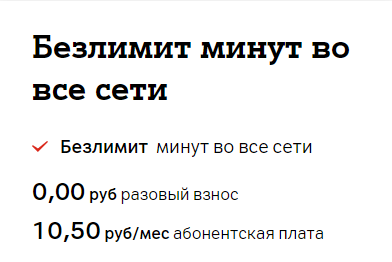 Безлимит минут во
все сети
Безлимит минут во все сети
0,00 руб разовый взнос
10,50 руб/мес абонентская плата